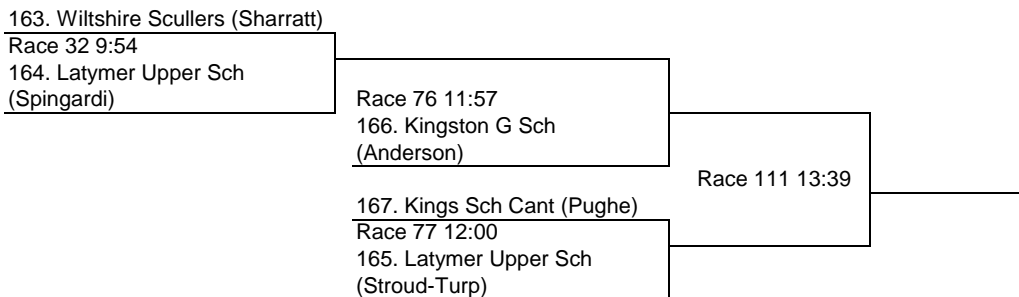 163. Wiltshire Scullers (Sharratt)
Race 32 9:54
164. Latymer Upper Sch
(Spingardi)
Race 76 11:57
166. Kingston G Sch
(Anderson)
Race 111 13:39
167. Kings Sch Cant (Pughe)
Race 77 12:00
165. Latymer Upper Sch
(Stroud-Turp)